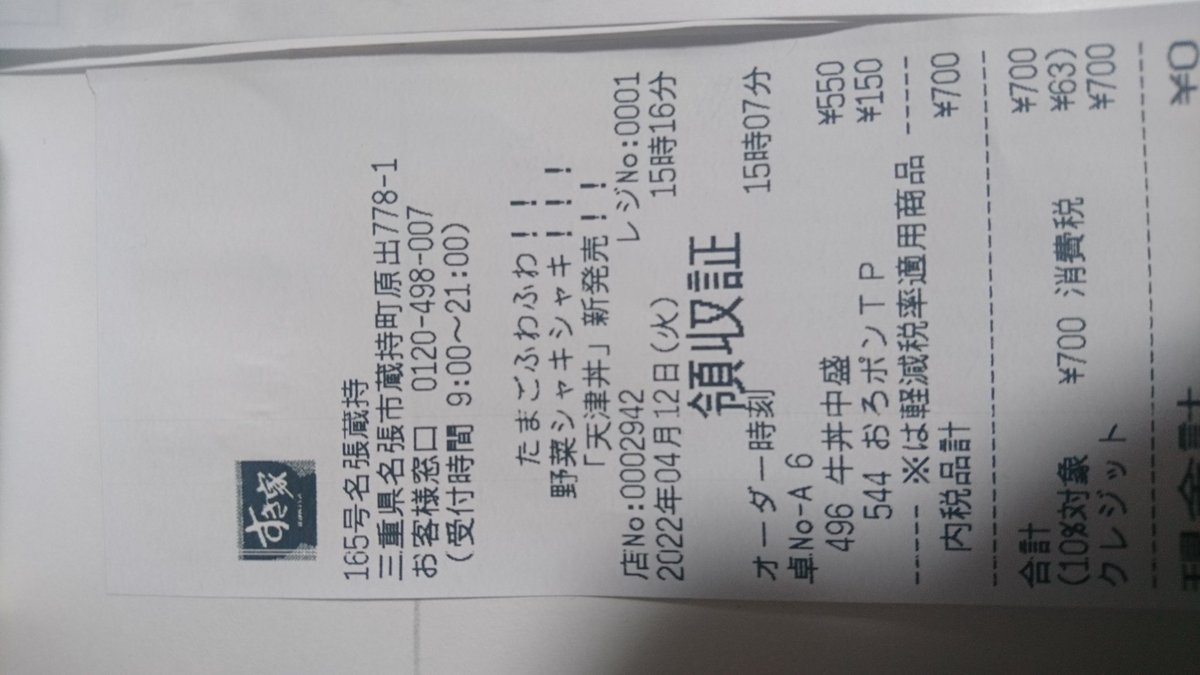 すき家
165号名張蔵持
三重県名張市蔵持町原出778-1
お客様窓口 0120-498-007
(受付時間 9:00~21:00)
たまごふわふわ!!
野菜シャキシャキ!!!
「天津丼」新発売!!
店No:0002942 レジNo:0001
2022年04月12日(火) 15時16分
領収証
オーダー時刻 15時07分
卓No-A 6
496 牛丼中盛 ¥550
544 おろポンTP ¥150
----- ※は軽減税率適用商品 -----
内税品計 ¥700
合計 ¥700
(10%対象 ¥700 消費税 ¥63)
クレジット ¥700
¥0